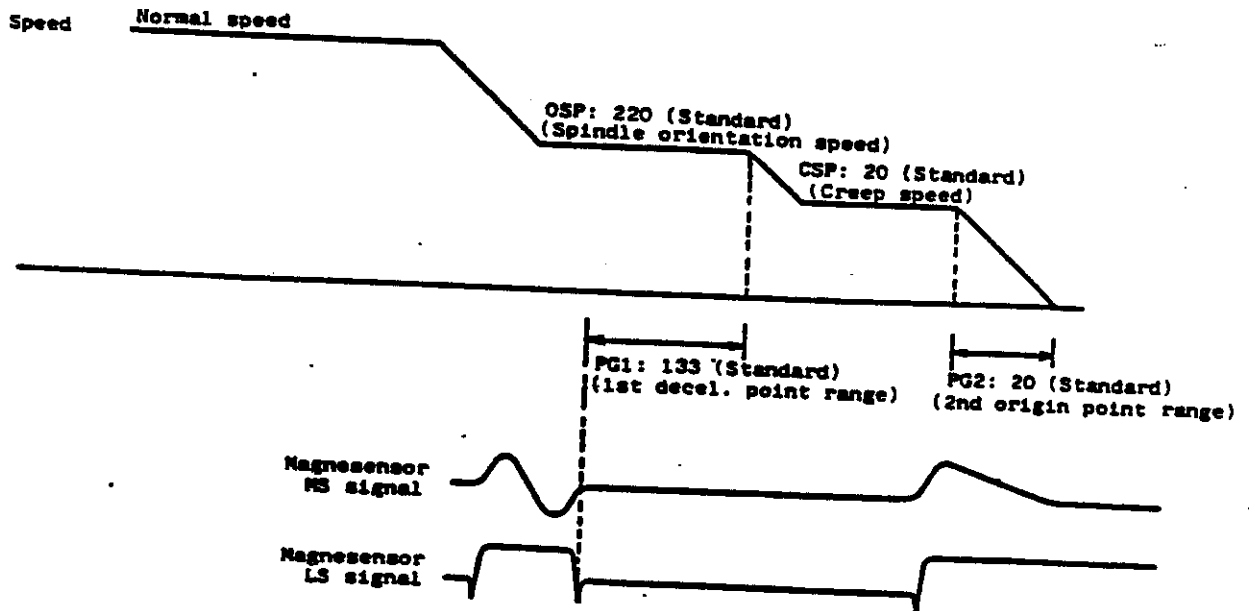 Speed
Normal speed
OSP: 220 (Standard)
(Spindle orientation speed)
CSP: 20 (Standard)
(Creep speed)
PG1: 133 (Standard)
(1st decel. point range)
PG2: 20 (Standard)
(2nd origin point range)
Magnesensor
MS signal
Magnesensor
LS signal